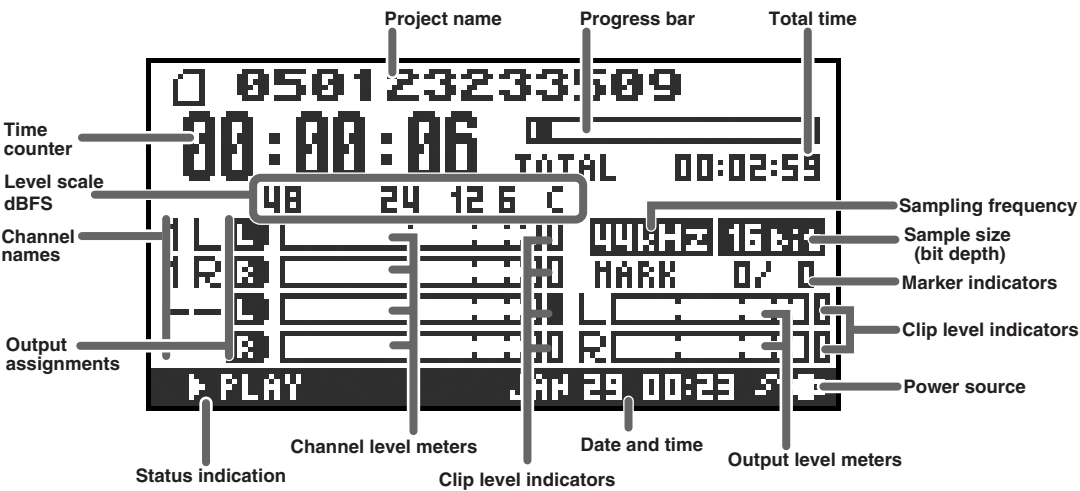 Project name
Progress bar
Total time
050123233509
Time
counter
00:00:06
TOTAL 00:02:59
Level scale
dBFS
48 24 12 6 C
Channel
names
L L
44kHz 16bit
Sampling frequency
Sample size
(bit depth)
R R
MARK 0/ 0
Marker indicators
-- L
L
Clip level indicators
Output
assignments
R
R
PLAY
JAN 29 00:23
Power source
Channel level meters
Date and time
Output level meters
Status indication
Clip level indicators